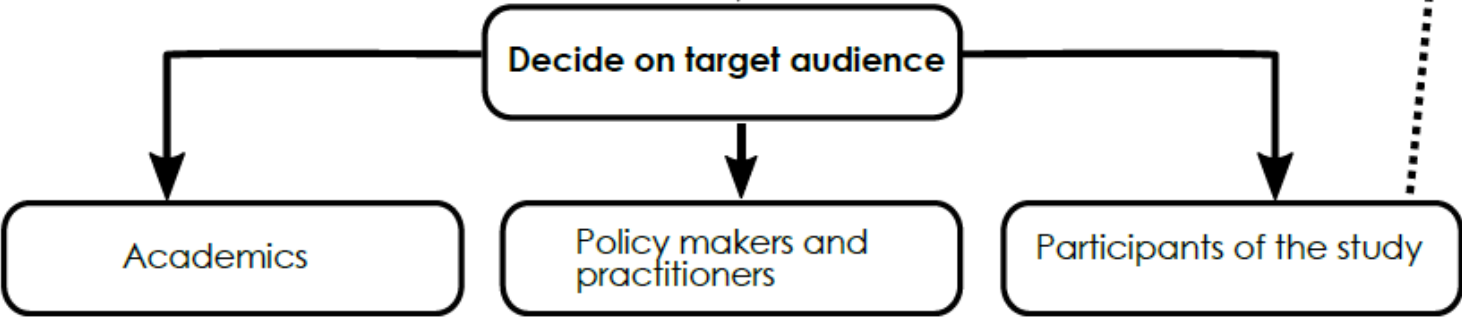 Decide on target audience
Academics
Policy makers and
practitioners
Participants of the study